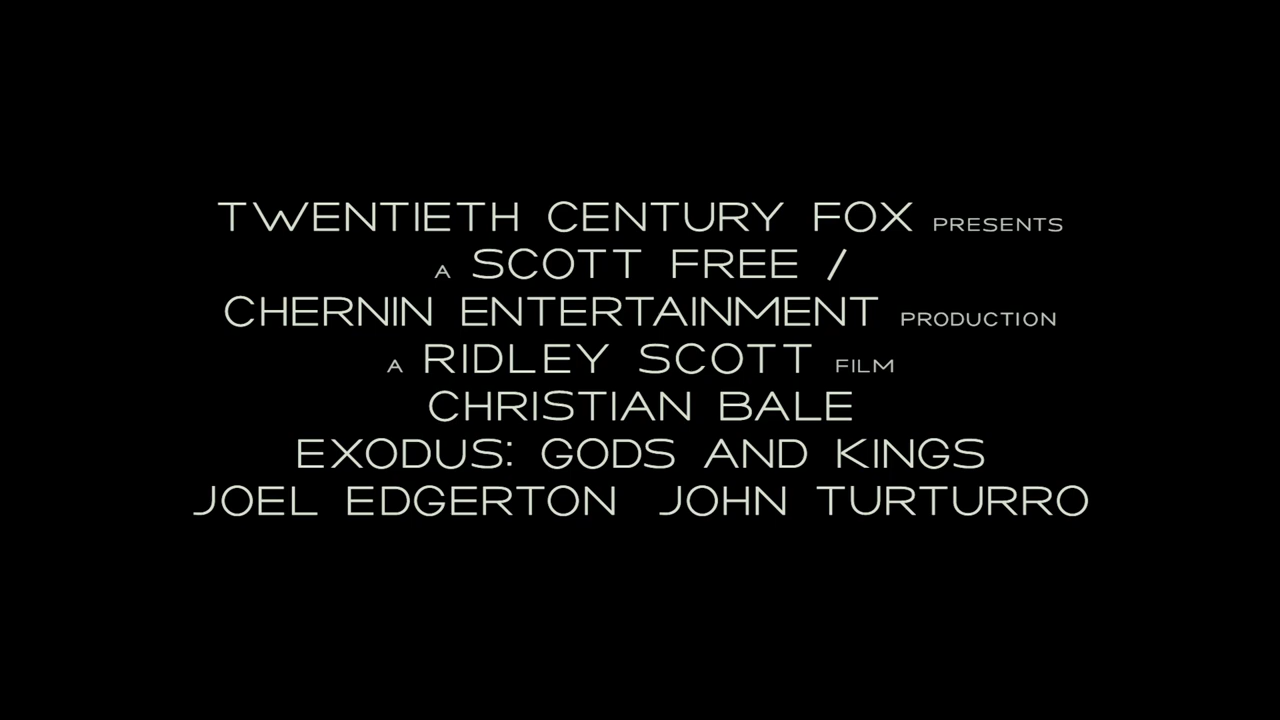 TWENTIETH CENTURY FOX PRESENTS
A SCOTT FREE /
CHERNIN ENTERTAINMENT PRODUCTION
A RIDLEY SCOTT FILM
CHRISTIAN BALE
EXODUS: GODS AND KINGS
JOEL EDGERTON JOHN TURTURRO